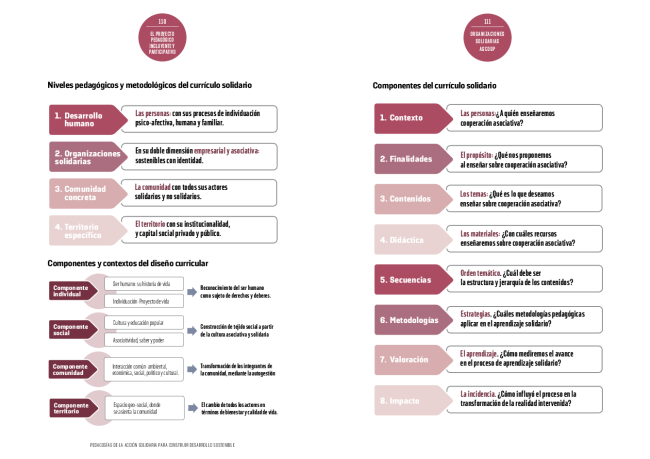 110
EL PROYECTO
PEDAGÓGICO
INCLUYENTE Y
PARTICIPATIVO
Niveles pedagógicos y metodológicos del currículo solidario
1. Desarrollo
humano
Las personas: con sus procesos de individuación
psico-afectiva, humana y familiar.
2. Organizaciones
solidarias
En su doble dimensión empresarial y asociativa:
sostenibles con identidad.
3. Comunidad
concreta
La comunidad con todos sus actores
solidarios y no solidarios.
4. Territorio
específico
El territorio con su institucionalidad,
y capital social privado y público.
Componentes y contextos del diseño curricular
Componente
individual
Ser humano: su historia de vida
Individuación -Proyecto de vida
Reconocimiento del ser humano
como sujeto de derechos y deberes.
Componente
social
Cultura y educación popular
Asociatividad, saber y poder
Construcción de tejido social a partir
de la cultura asociativa y solidaria
Componente
comunidad
Interacción común: ambiental,
económica, social, política y cultural.
Transformación de los integrantes de
la comunidad, mediante la autogestión
Componente
territorio
Espacio geo-social, donde
se asienta la comunidad
El cambio de todos los actores en
términos de bienestar y calidad de vida.
PEDAGOGÍAS DE LA ACCIÓN SOLIDARIA PARA CONSTRUIR DESARROLLO SOSTENIBLE
111
ORGANIZACIONES
SOLIDARIAS
ASCOOP
Componentes del currículo solidario
1. Contexto
Las personas:¿A quién enseñaremos
cooperación asociativa?
2. Finalidades
El propósito: ¿Qué nos proponemos
al enseñar sobre cooperación asociativa?
3. Contenidos
Los temas: ¿Qué es lo que deseamos
enseñar sobre cooperación asociativa?
4. Didáctica
Los materiales: ¿Con cuáles recursos
enseñaremos sobre cooperación asociativa?
5. Secuencias
Orden temático. ¿Cuál debe ser
la estructura y jerarquía de los contenidos?
6. Metodologías
Estrategias. ¿Cuáles metodologías pedagógicas
aplicar en el aprendizaje solidario?
7. Valoración
El aprendizaje. ¿Cómo mediremos el avance
en el proceso de aprendizaje solidario?
8. Impacto
La incidencia. ¿Cómo influyó el proceso en la
transformación de la realidad intervenida?